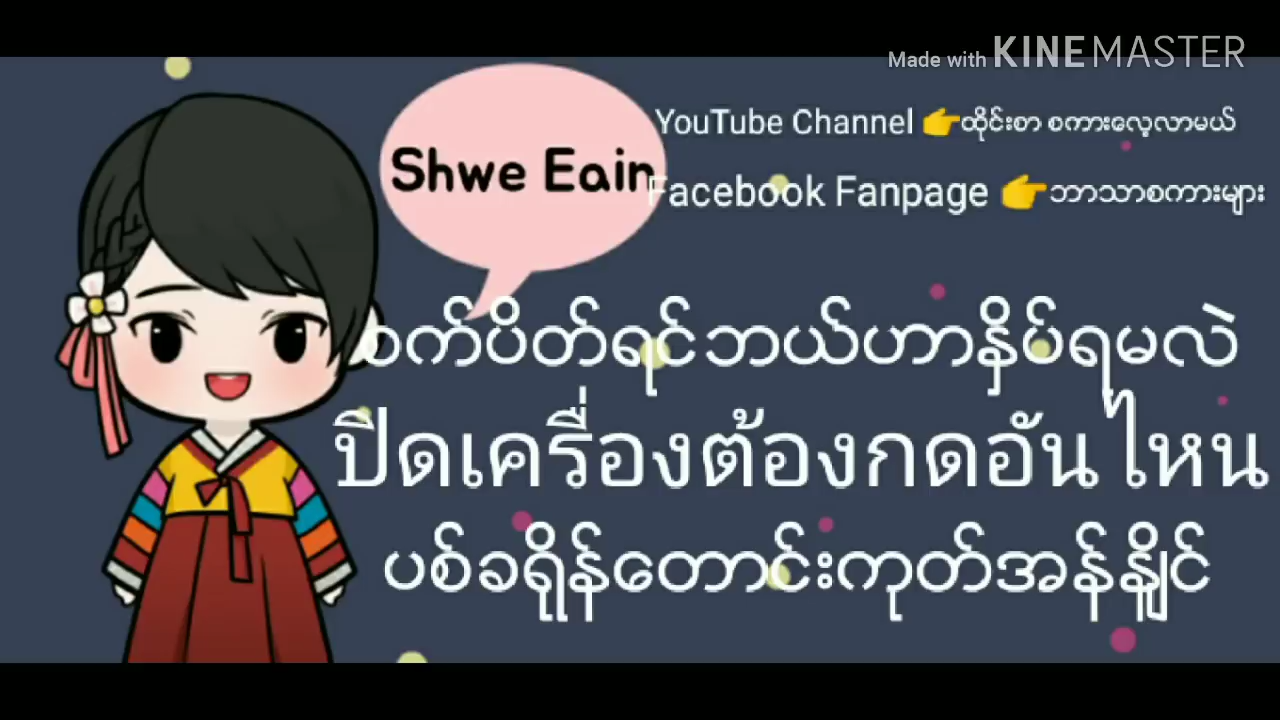 Made with KINEMASTER
Shwe Eain
YouTube Channel 👉ထိုင်းစာ စကားလေ့လာမယ်
Facebook Fanpage 👉ဘာသာစကားများ
စက်ပိတ်ရင်ဘယ်ဟာနှိပ်ရမလဲ
ปิดเครื่องต้องกดอันไหน
ပစ်ခရိုန်တောင်းကုတ်အန်နျိုင်